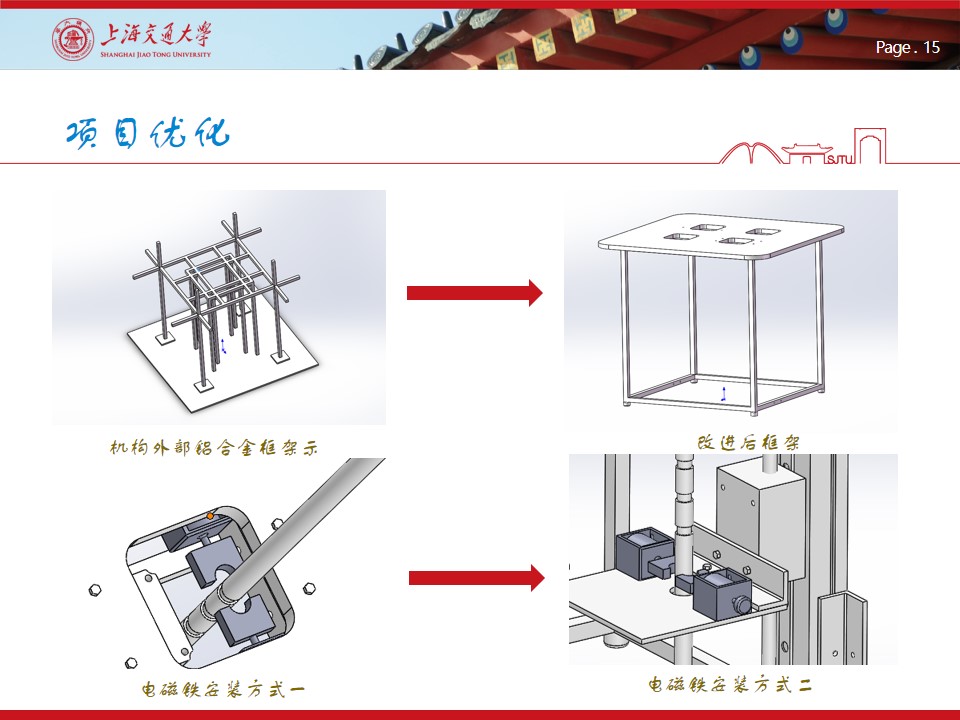 上海交通大学
SHANGHAI JIAO TONG UNIVERSITY
Page . 15
项目优化
SJTU
机构外部铝合金框架示
改进后框架
电磁铁安装方式一
电磁铁安装方式二